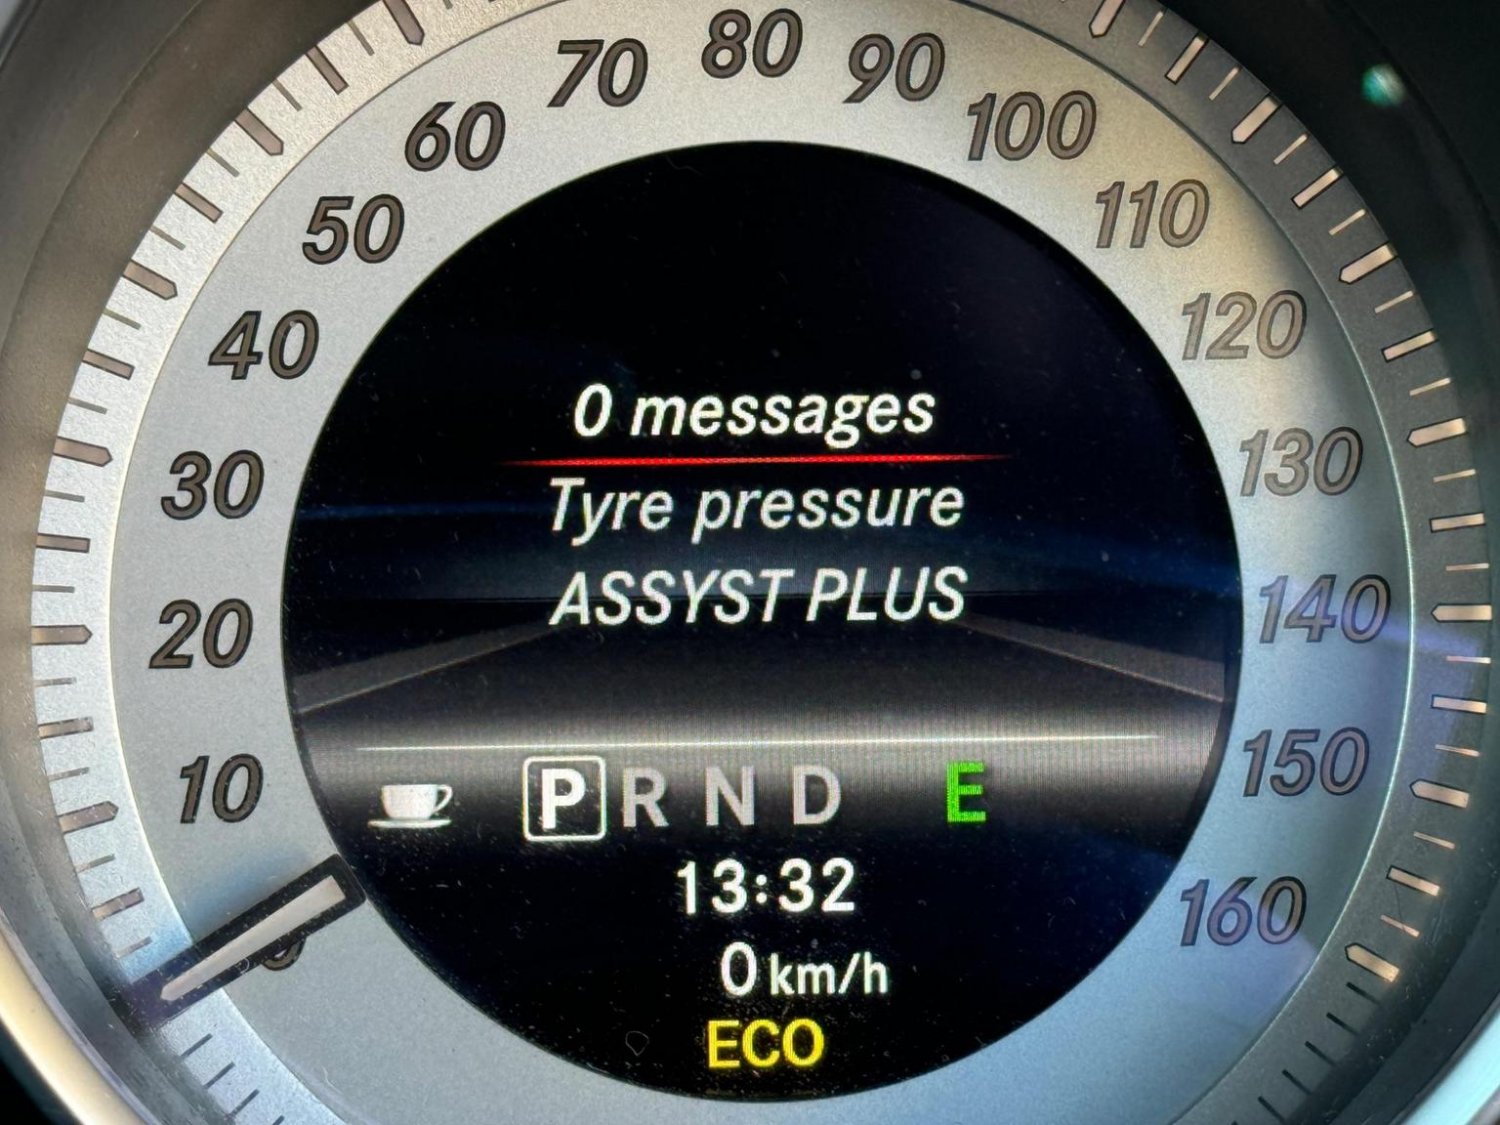 80
70 90
60 100
50 110
40 120
30 130
20 140
10 150
160
0 messages
Tyre pressure
ASSYST PLUS
P R N D E
13:32
0 km/h
ECO